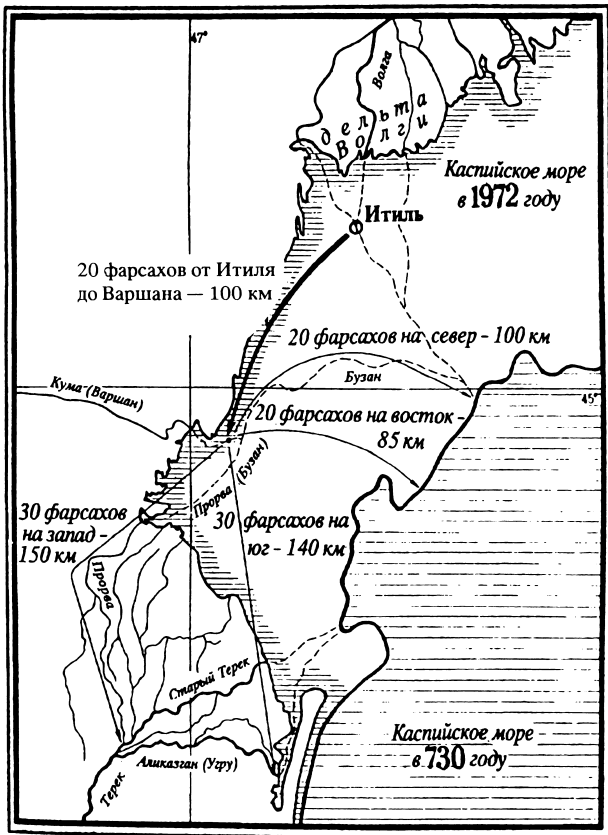 47°
Волга
дельта
Волги
Каспийское море
в 1972 году
Итиль
20 фарсахов от Итиля
до Варшана — 100 км
20 фарсахов на север - 100 км
Бузан
Кума (Варшан)
45°
20 фарсахов на восток -
85 км
Прорва (Бузан)
30 фарсахов
на запад -
150 км
30 фарсахов на
юг - 140 км
Прорва
Старый Терек
Каспийское море
в 730 году
Аликазган (Угру)
Терек